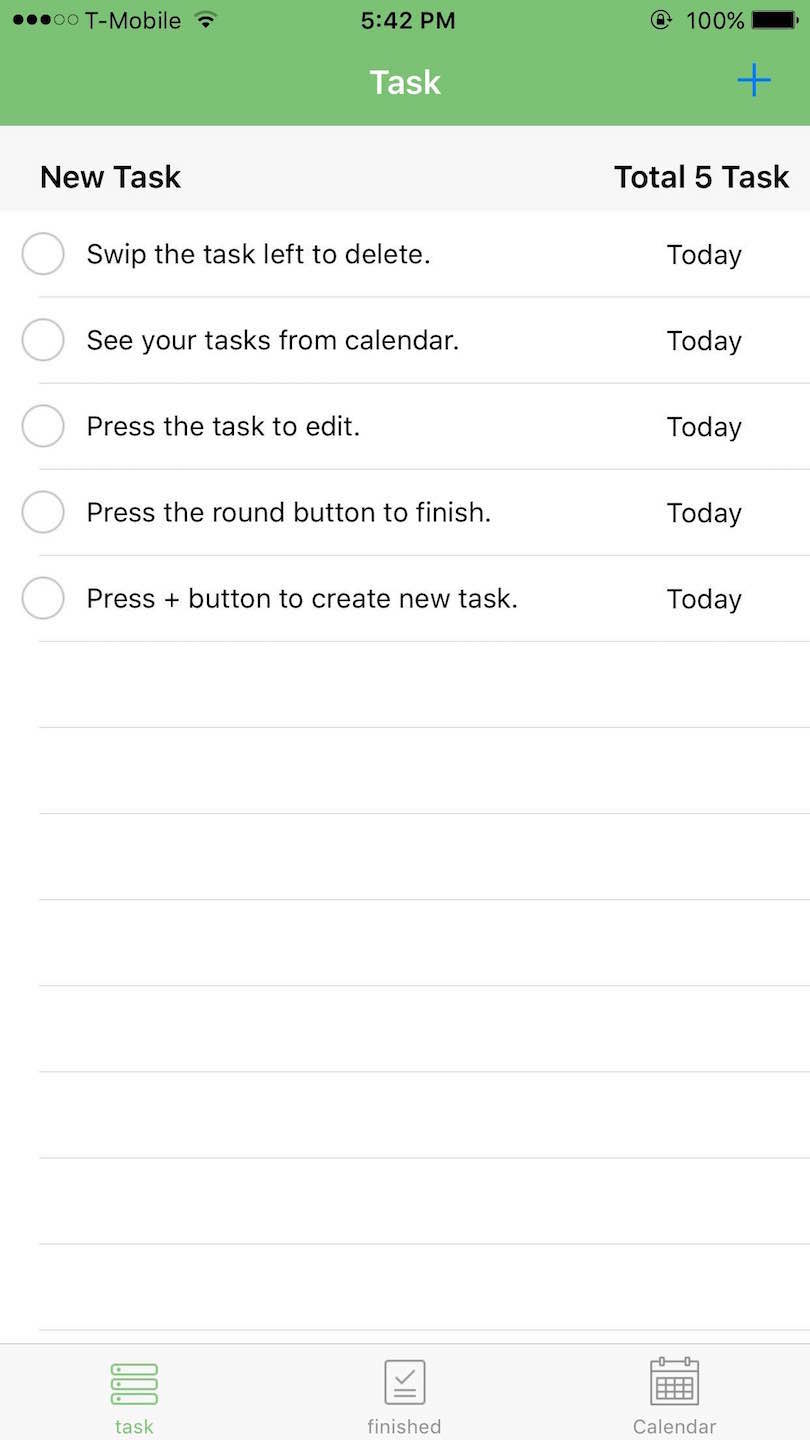 T-Mobile 5:42 PM 100%
Task +
New Task Total 5 Task
Swip the task left to delete. Today
See your tasks from calendar. Today
Press the task to edit. Today
Press the round button to finish. Today
Press + button to create new task. Today
task finished Calendar